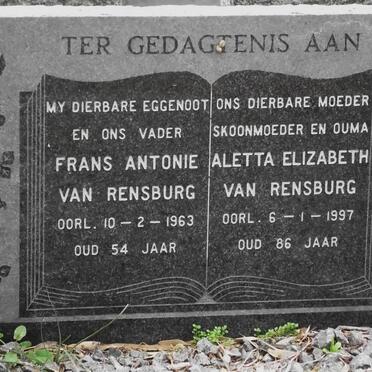 TER GEDAGTENIS AAN
MY DIERBARE EGGENOOT
EN ONS VADER
FRANS ANTONIE
VAN RENSBURG
OORL. 10-2-1963
OUD 54 JAAR
ONS DIERBARE MOEDER
SKOONMOEDER EN OUMA
ALETTA ELIZABETH
VAN RENSBURG
OORL. 6-1-1997
OUD 86 JAAR